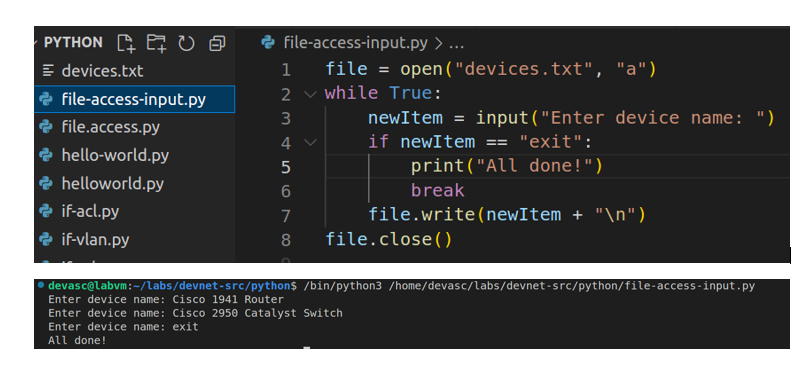 PYTHON
devices.txt
file-access-input.py
file.access.py
hello-world.py
helloworld.py
if-acl.py
if-vlan.py
file-access-input.py > ...
1 file = open("devices.txt", "a")
2 while True:
3 newItem = input("Enter device name: ")
4 if newItem == "exit":
5 print("All done!")
6 break
7 file.write(newItem + "\n")
8 file.close()
devasc@labvm:~/labs/devnet-src/python$ /bin/python3 /home/devasc/labs/devnet-src/python/file-access-input.py
Enter device name: Cisco 1941 Router
Enter device name: Cisco 2950 Catalyst Switch
Enter device name: exit
All done!